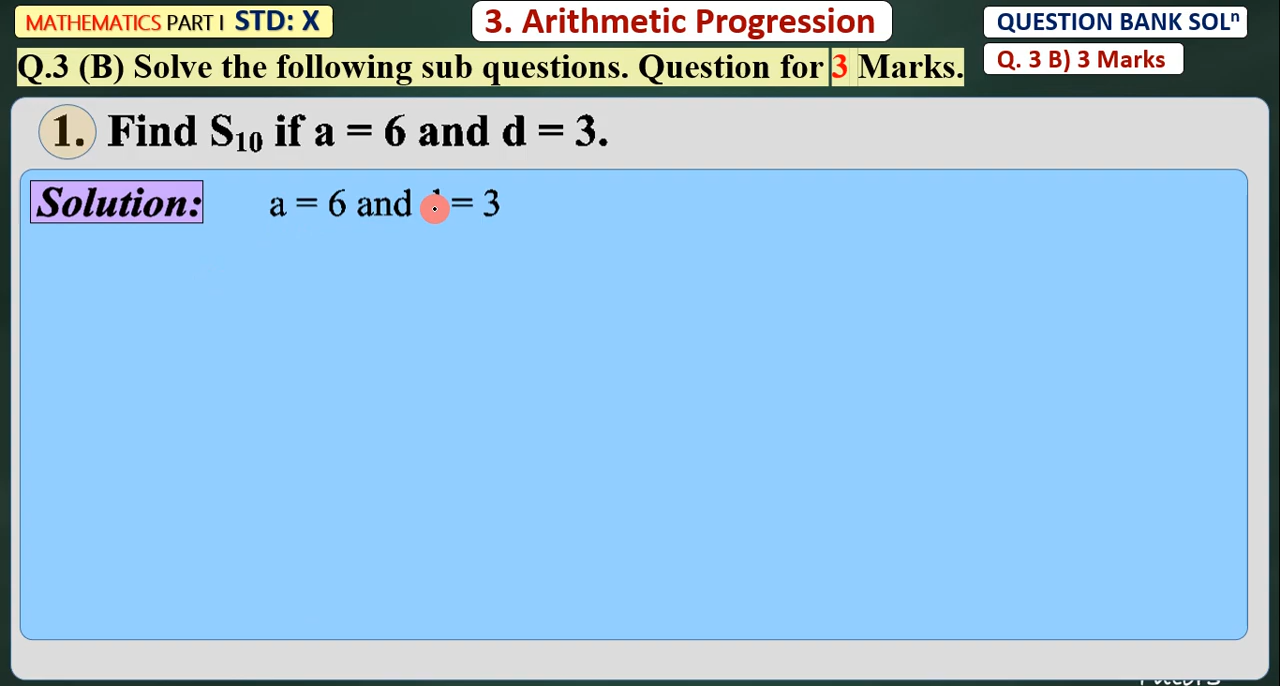 MATHEMATICS PART I STD: X
3. Arithmetic Progression
QUESTION BANK SOLⁿ
Q.3 (B) Solve the following sub questions. Question for 3 Marks.
Q. 3 B) 3 Marks
1. Find S₁₀ if a = 6 and d = 3.
Solution: a = 6 and = 3